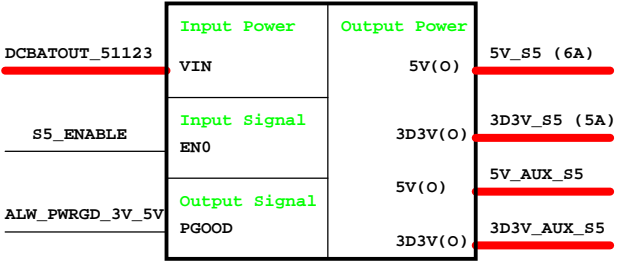 Input Power
Output Power
DCBATOUT_51123
VIN
5V(O)
5V_S5 (6A)
Input Signal
S5_ENABLE
EN0
3D3V(O)
3D3V_S5 (5A)
Output Signal
5V(O)
5V_AUX_S5
ALW_PWRGD_3V_5V
PGOOD
3D3V(O)
3D3V_AUX_S5